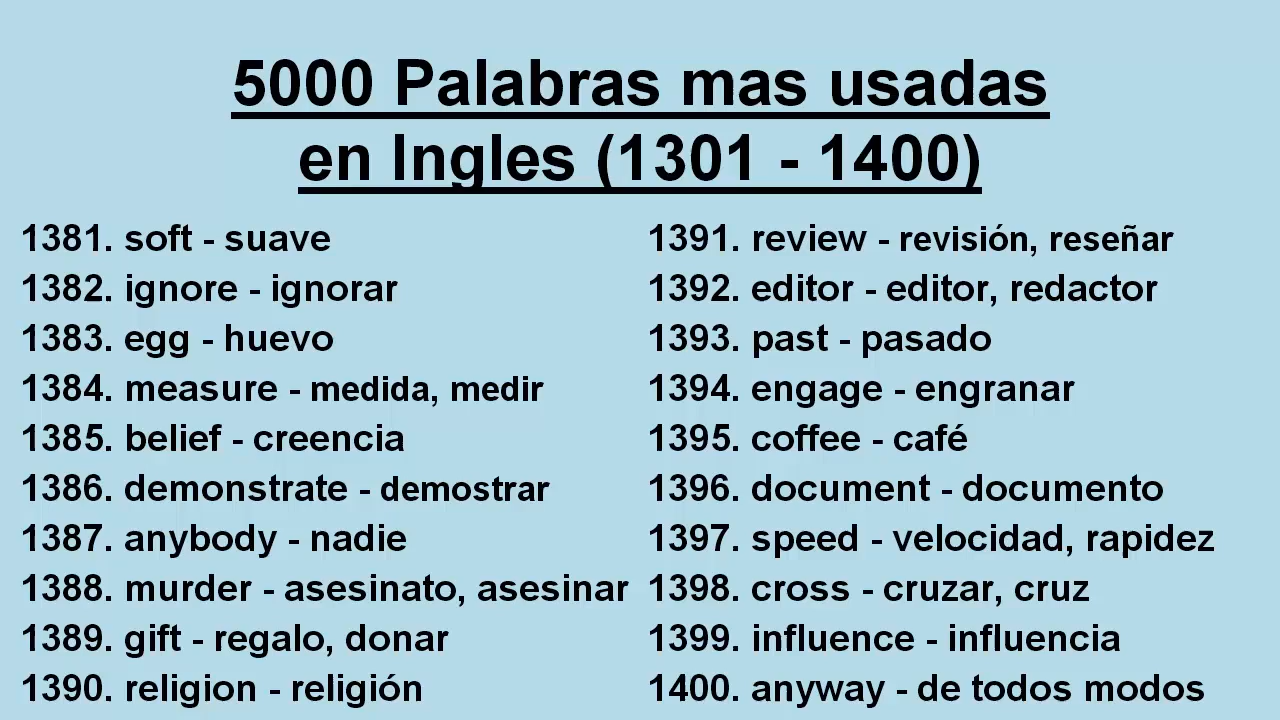 5000 Palabras mas usadas
en Ingles (1301 - 1400)
1381. soft - suave
1382. ignore - ignorar
1383. egg - huevo
1384. measure - medida, medir
1385. belief - creencia
1386. demonstrate - demostrar
1387. anybody - nadie
1388. murder - asesinato, asesinar
1389. gift - regalo, donar
1390. religion - religión
1391. review - revisión, reseñar
1392. editor - editor, redactor
1393. past - pasado
1394. engage - engranar
1395. coffee - café
1396. document - documento
1397. speed - velocidad, rapidez
1398. cross - cruzar, cruz
1399. influence - influencia
1400. anyway - de todos modos